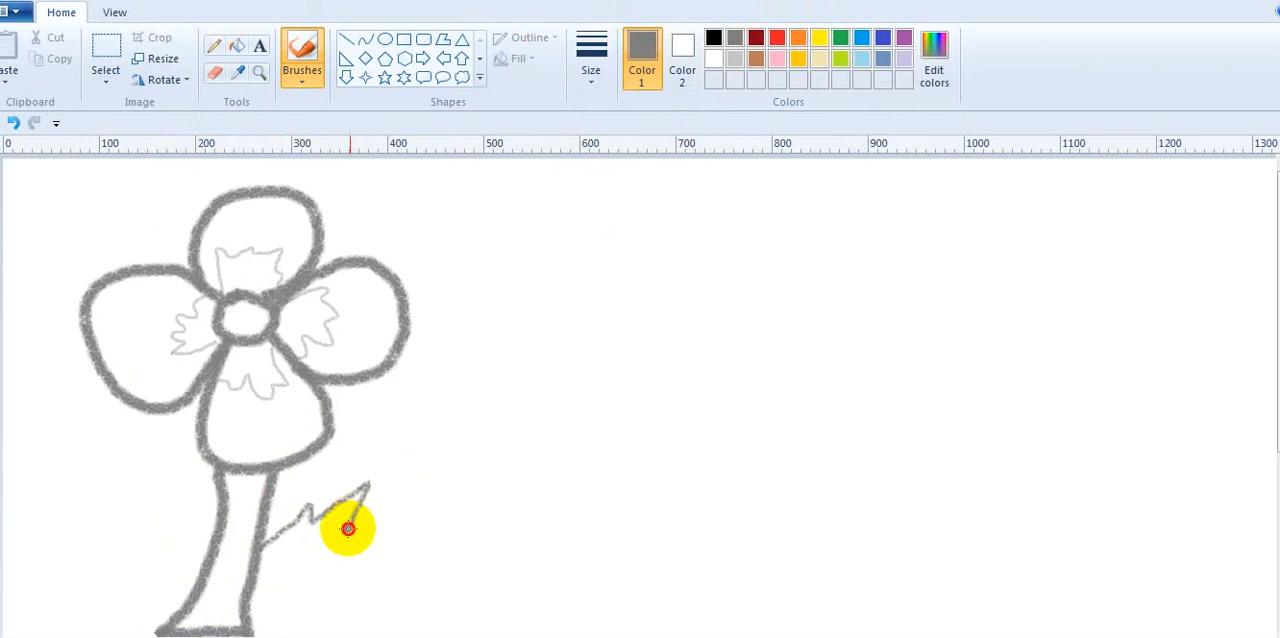 Home View
Cut
Copy
aste
Clipboard
Select
Crop
Resize
Rotate
Image
A
Tools
Brushes
Shapes
Outline
Fill
Size
Color 1
Color 2
Edit colors
Colors
0 100 200 300 400 500 600 700 800 900 1000 1100 1200 1300